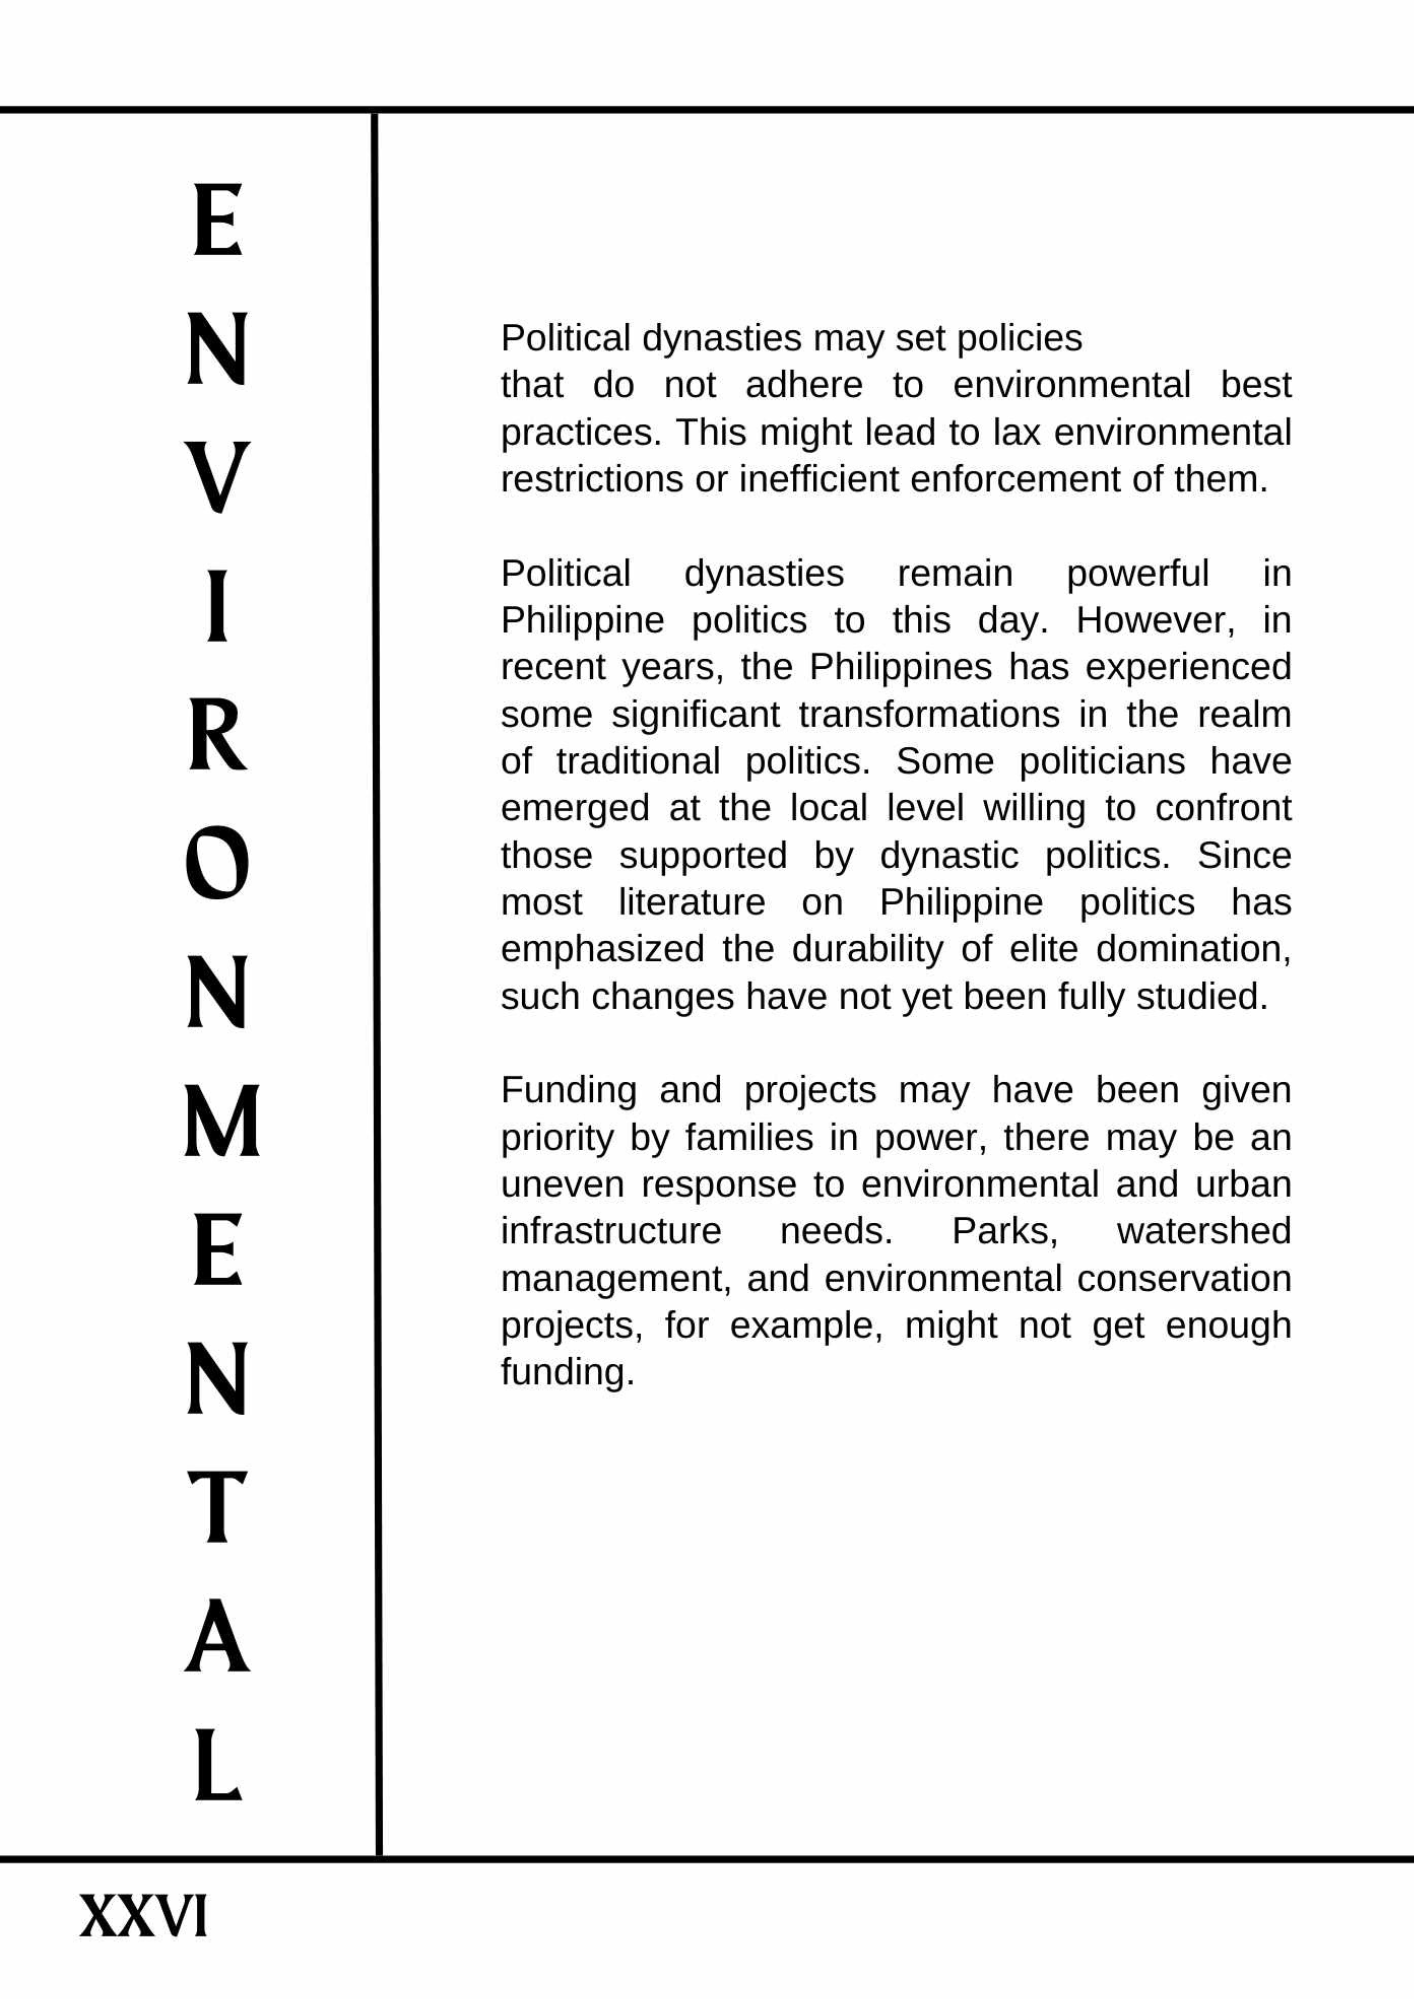 E
N
V
I
R
O
N
M
E
N
T
A
L
Political dynasties may set policies
that do not adhere to environmental best
practices. This might lead to lax environmental
restrictions or inefficient enforcement of them.
Political dynasties remain powerful in
Philippine politics to this day. However, in
recent years, the Philippines has experienced
some significant transformations in the realm
of traditional politics. Some politicians have
emerged at the local level willing to confront
those supported by dynastic politics. Since
most literature on Philippine politics has
emphasized the durability of elite domination,
such changes have not yet been fully studied.
Funding and projects may have been given
priority by families in power, there may be an
uneven response to environmental and urban
infrastructure needs. Parks, watershed
management, and environmental conservation
projects, for example, might not get enough
funding.
XXVI